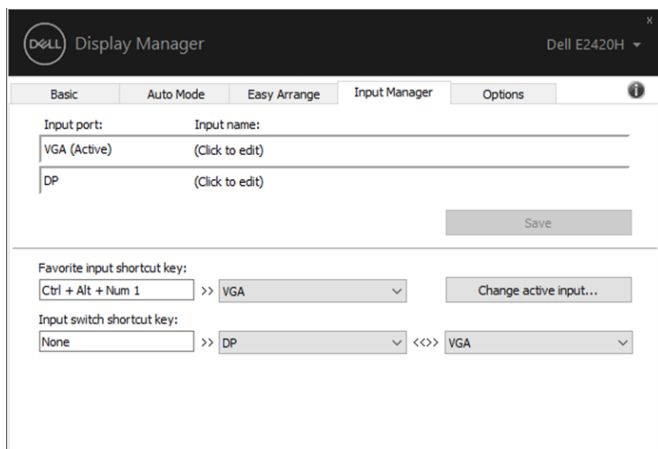 x
DELL Display Manager Dell E2420H
Basic Auto Mode Easy Arrange Input Manager Options i
Input port: Input name:
VGA (Active) (Click to edit)
DP (Click to edit)
Save
Favorite input shortcut key:
Ctrl + Alt + Num 1 >> VGA Change active input...
Input switch shortcut key:
None >> DP <<>> VGA